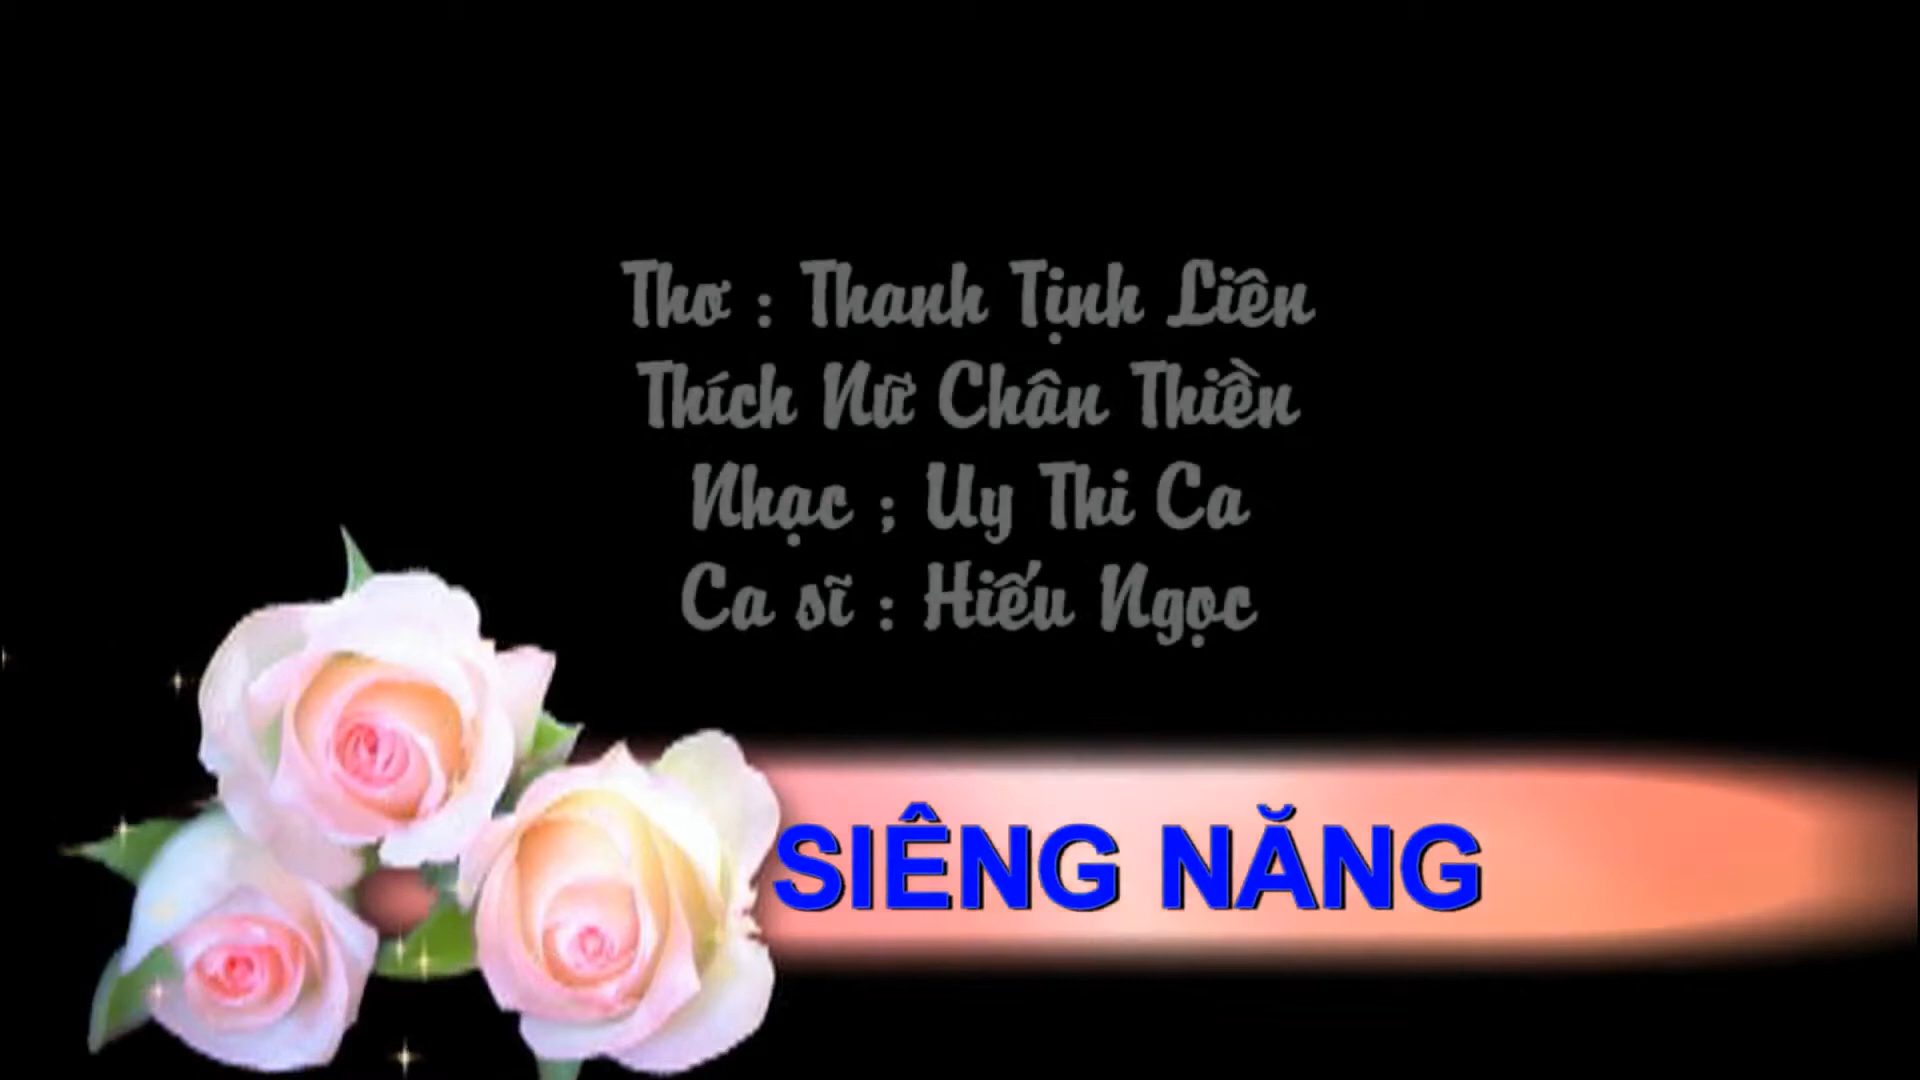 Thơ : Thanh Tịnh Liên
Thích Nữ Chân Thiền
Nhạc ; Uy Thi Ca
Ca sĩ : Hiếu Ngọc
SIÊNG NĂNG